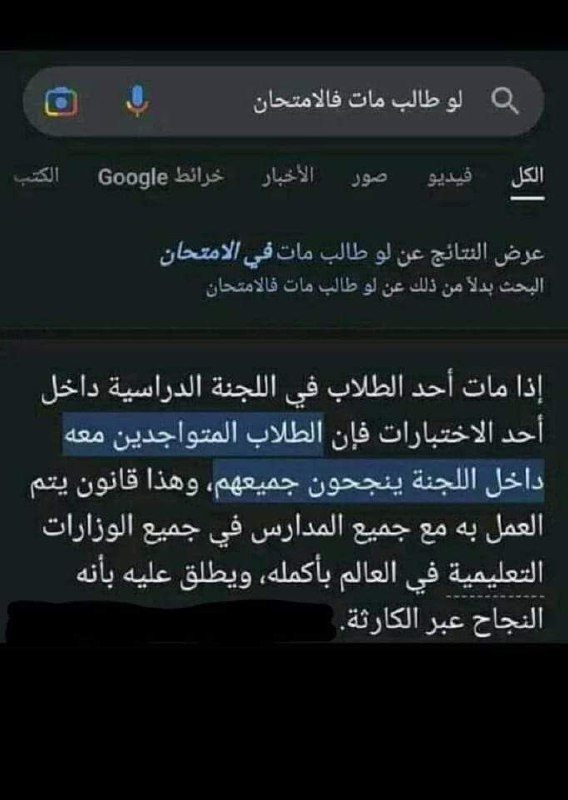 لو طالب مات فالامتحان
الكل فيديو صور الأخبار خرائط Google الكتب
عرض النتائج عن لو طالب مات في الامتحان
البحث بدلاً من ذلك عن لو طالب مات فالامتحان
إذا مات أحد الطلاب في اللجنة الدراسية داخل
أحد الاختبارات فإن الطلاب المتواجدين معه
داخل اللجنة ينجحون جميعهم، وهذا قانون يتم
العمل به مع جميع المدارس في جميع الوزارات
التعليمية في العالم بأكمله، ويطلق عليه بأنه
النجاح عبر الكارثة.